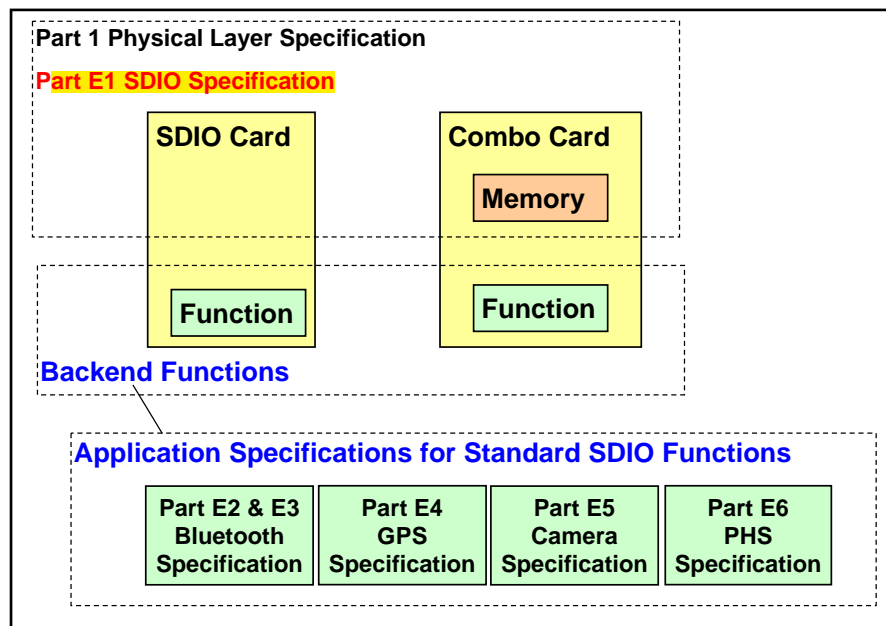 Part 1 Physical Layer Specification
Part E1 SDIO Specification
SDIO Card
Combo Card
Memory
Function
Function
Backend Functions
Application Specifications for Standard SDIO Functions
Part E2 & E3
Bluetooth
Specification
Part E4
GPS
Specification
Part E5
Camera
Specification
Part E6
PHS
Specification